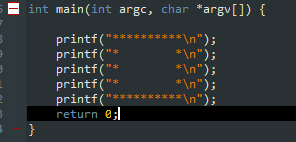 int main(int argc, char *argv[]) {
    printf("**********\n");
    printf("*        *\n");
    printf("*        *\n");
    printf("*        *\n");
    printf("**********\n");
    return 0;
}